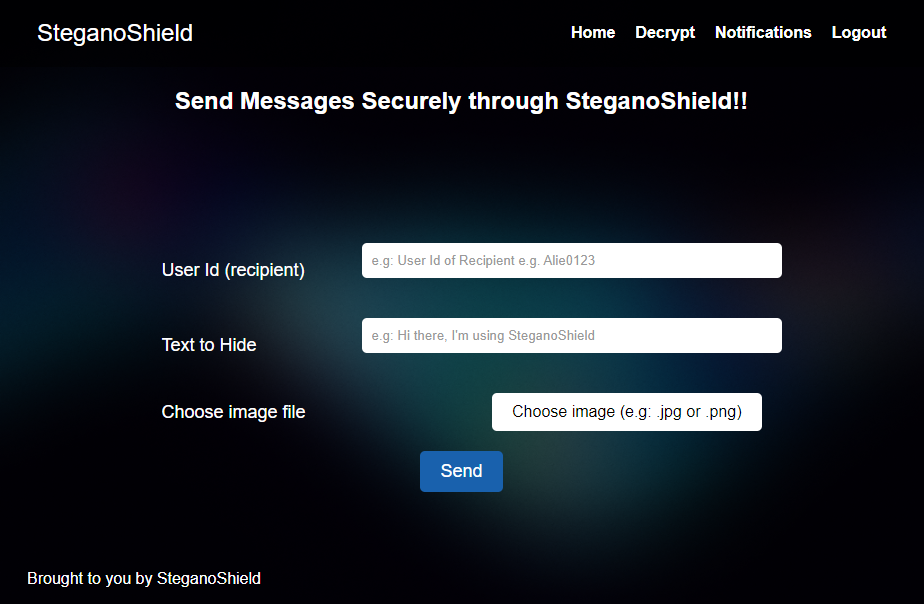 SteganoShield
Home Decrypt Notifications Logout
Send Messages Securely through SteganoShield!!
User Id (recipient)
e.g: User Id of Recipient e.g. Alie0123
Text to Hide
e.g: Hi there, I'm using SteganoShield
Choose image file
Choose image (e.g: .jpg or .png)
Send
Brought to you by SteganoShield